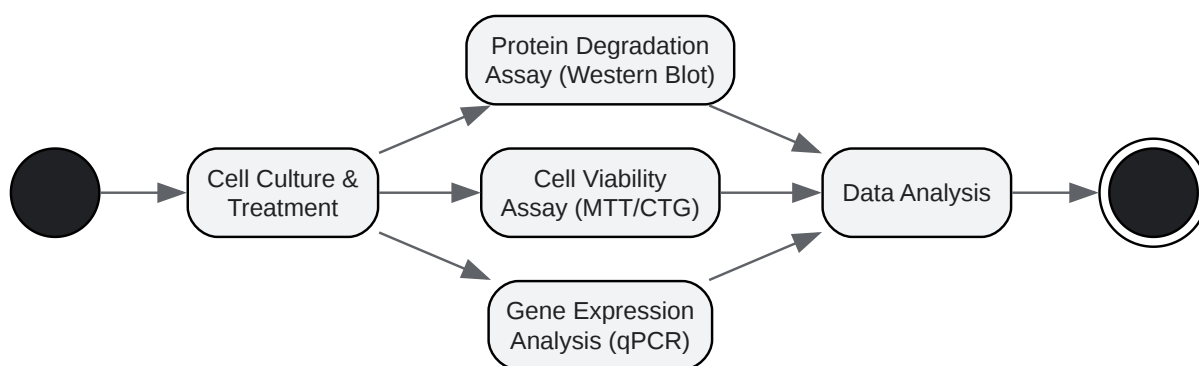 Protein Degradation
Assay (Western Blot)
Cell Culture &
Treatment
Cell Viability
Assay (MTT/CTG)
Data Analysis
Gene Expression
Analysis (qPCR)